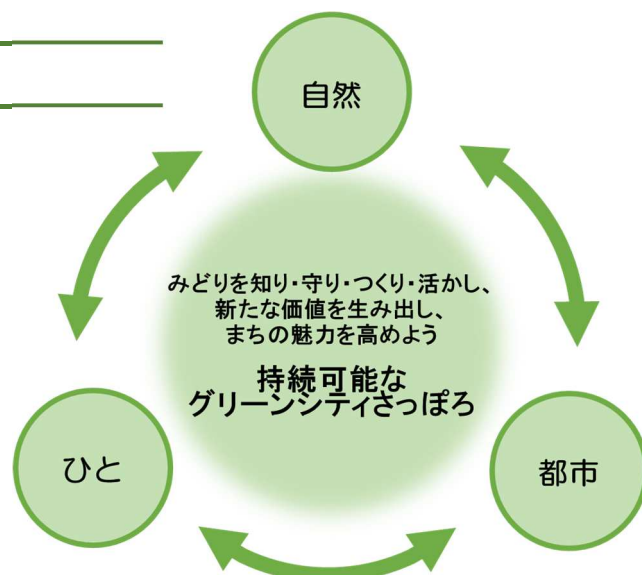 自然
みどりを知り・守り・つくり・活かし、
新たな価値を生み出し、
まちの魅力を高めよう
持続可能な
グリーンシティさっぽろ
ひと
都市